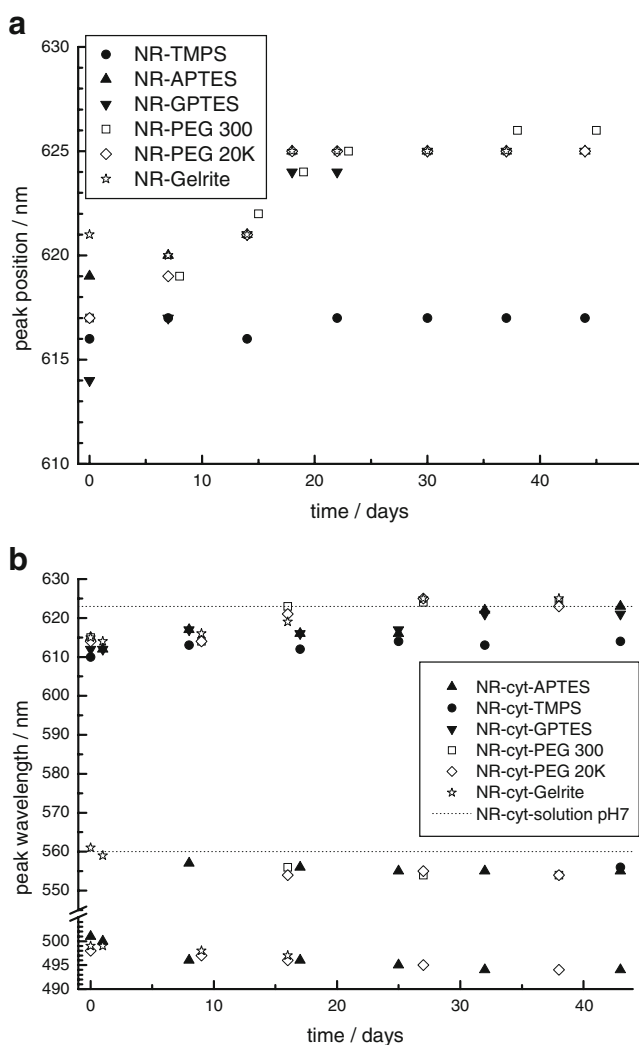 a
630
625
620
615
610
peak position / nm
NR-TMPS
NR-APTES
NR-GPTES
NR-PEG 300
NR-PEG 20K
NR-Gelrite
0 10 20 30 40
time / days
b
630
620
610
600
590
580
570
560
550
500
495
490
peak wavelength / nm
NR-cyt-APTES
NR-cyt-TMPS
NR-cyt-GPTES
NR-cyt-PEG 300
NR-cyt-PEG 20K
NR-cyt-Gelrite
NR-cyt-solution pH7
0 10 20 30 40
time / days